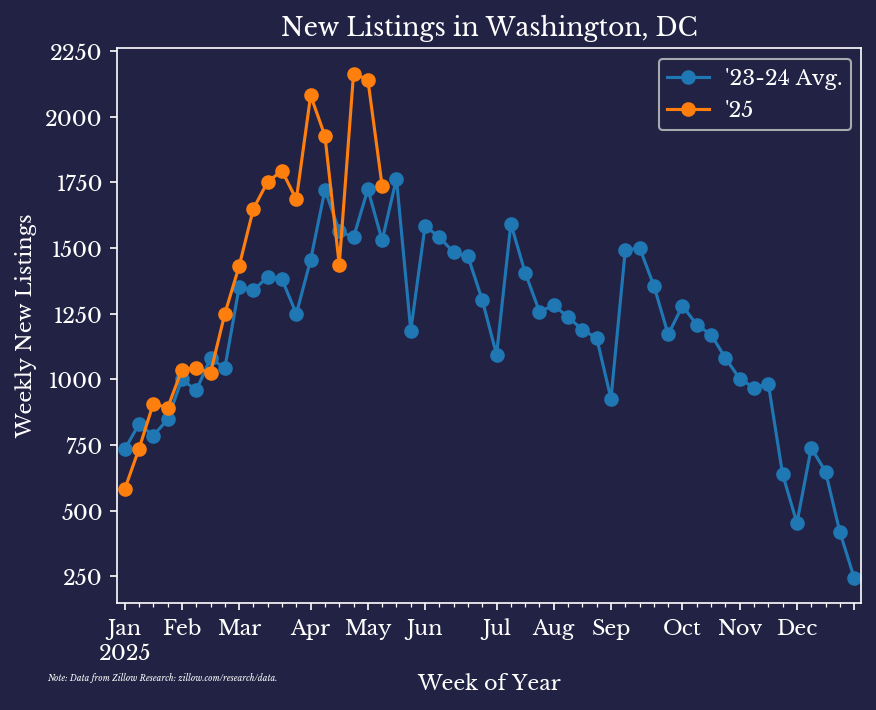 New Listings in Washington, DC
'23-24 Avg.
'25
Weekly New Listings
2250
2000
1750
1500
1250
1000
750
500
250
Jan Feb Mar Apr May Jun Jul Aug Sep Oct Nov Dec
2025
Week of Year
Note: Data from Zillow Research: zillow.com/research/data.